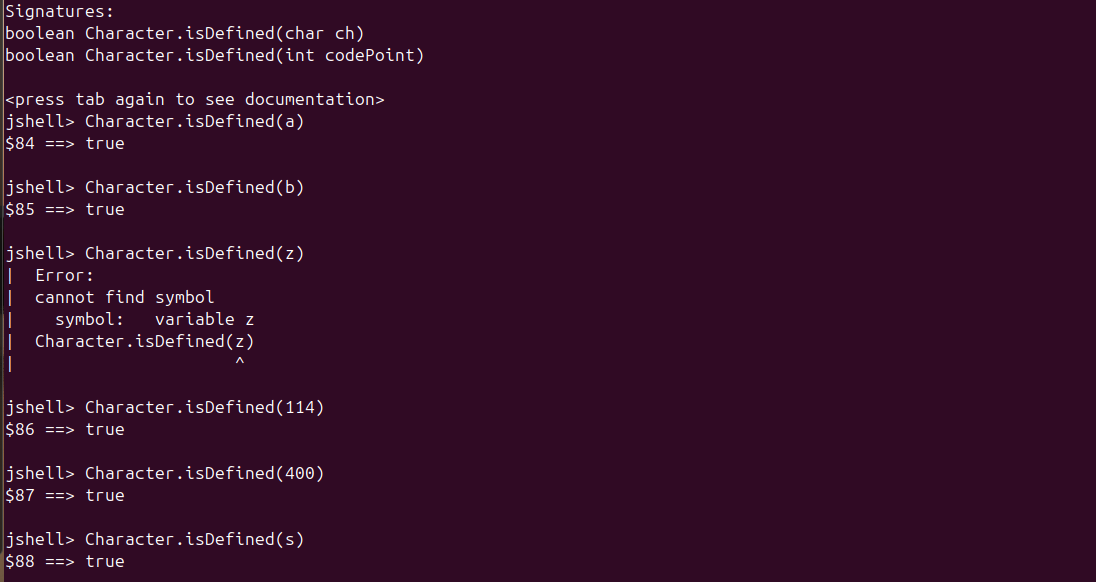 Signatures:
boolean Character.isDefined(char ch)
boolean Character.isDefined(int codePoint)

<press tab again to see documentation>
jshell> Character.isDefined(a)
$84 ==> true

jshell> Character.isDefined(b)
$85 ==> true

jshell> Character.isDefined(z)
|  Error:
|  cannot find symbol
|    symbol:   variable z
|  Character.isDefined(z)
|                      ^

jshell> Character.isDefined(114)
$86 ==> true

jshell> Character.isDefined(400)
$87 ==> true

jshell> Character.isDefined(s)
$88 ==> true